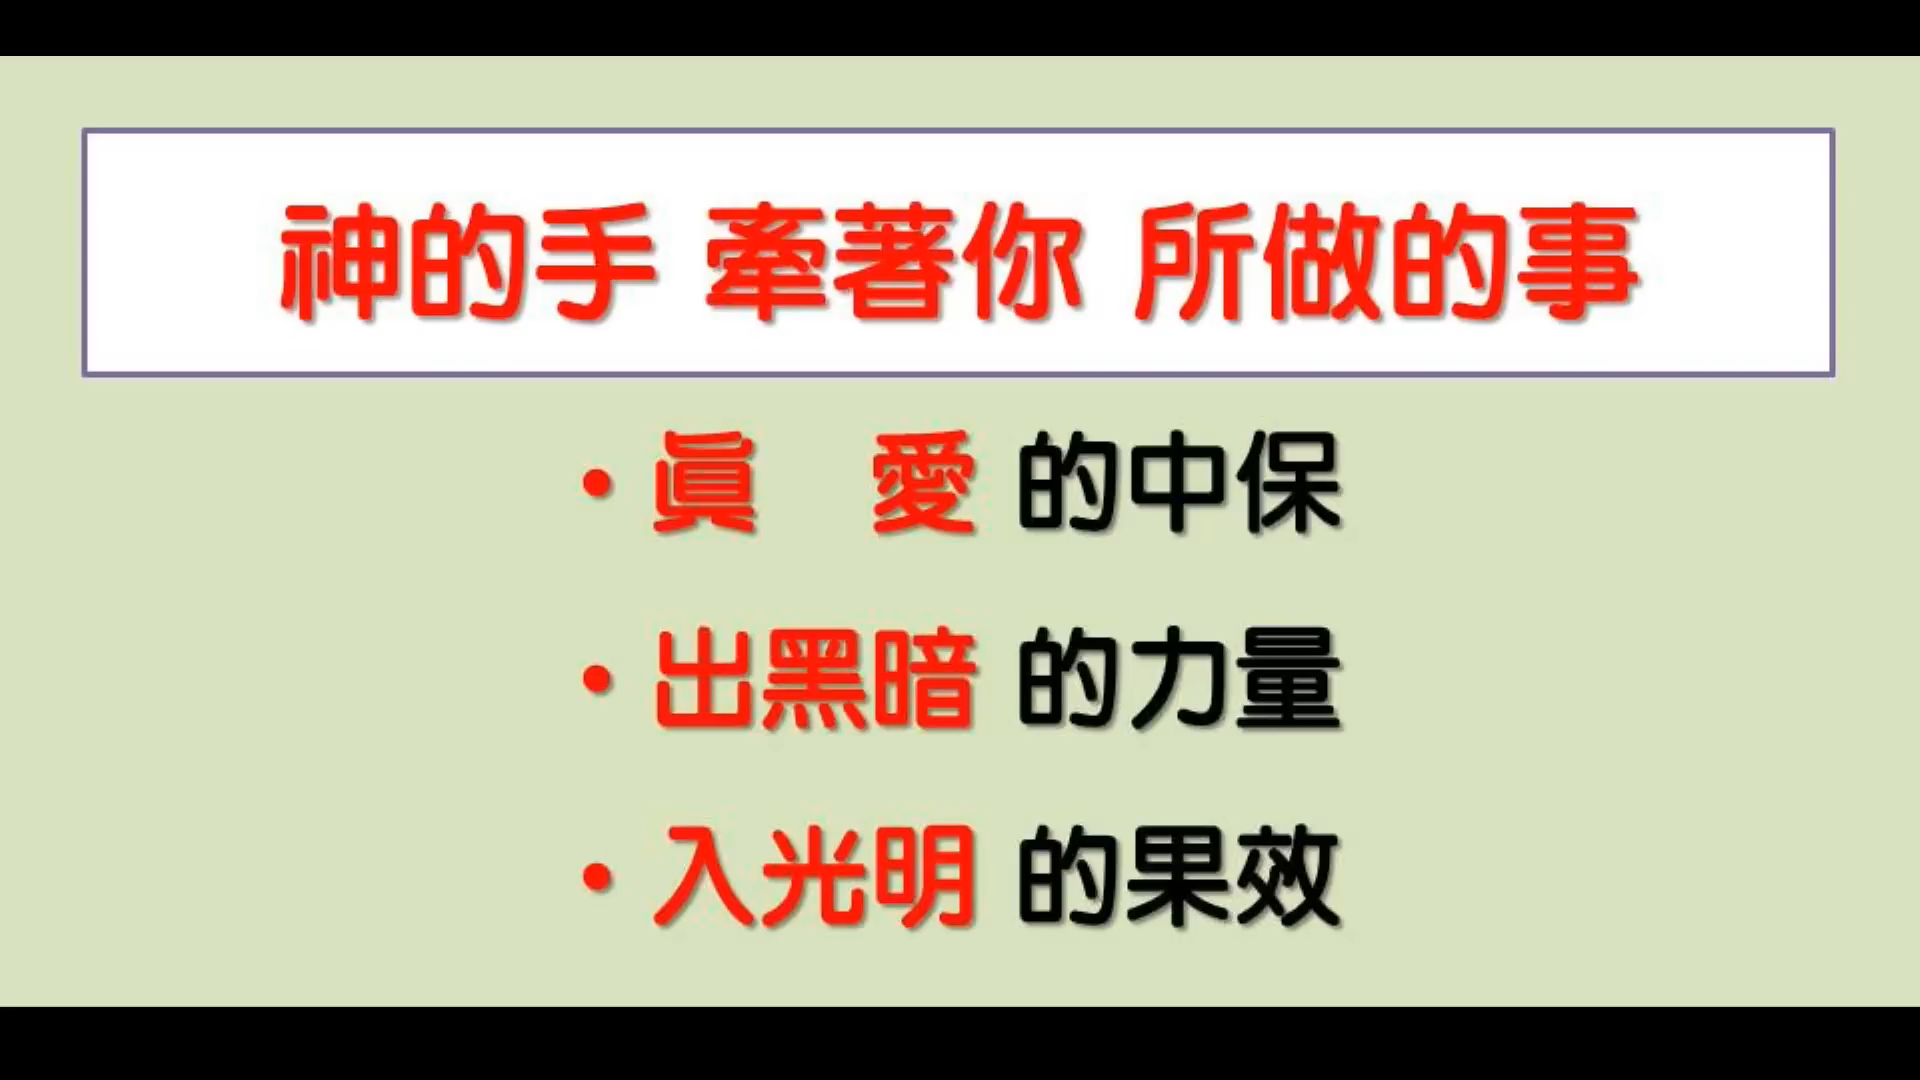 神的手 牽著你 所做的事
• 眞　愛 的中保
• 出黑暗 的力量
• 入光明 的果效